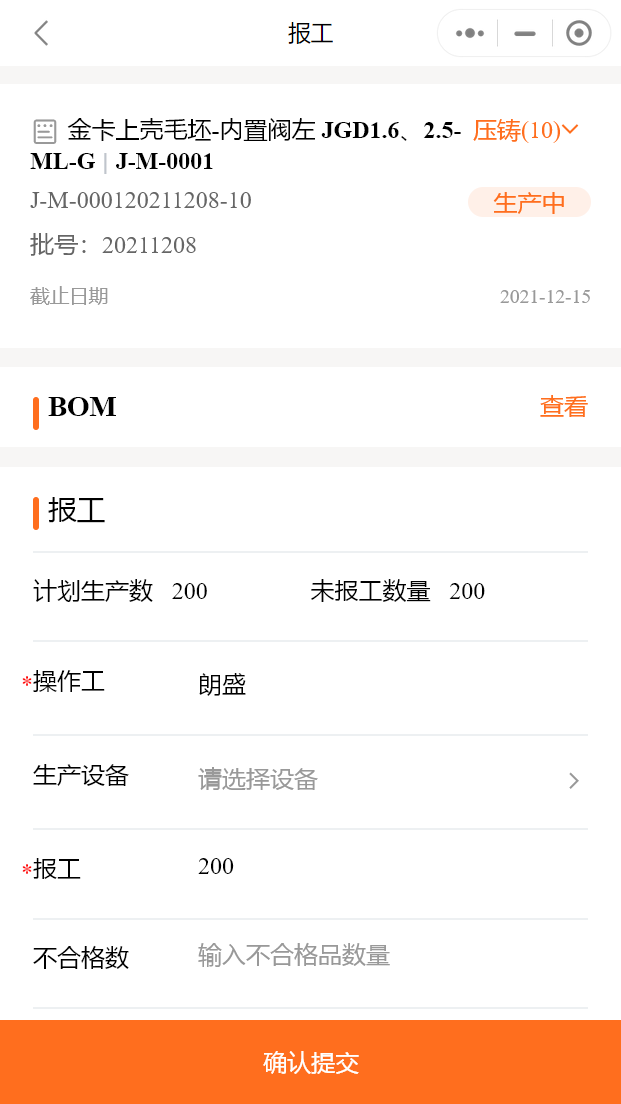 报工
金卡上壳毛坯-内置阀左 JGD1.6、2.5- 压铸(10)
ML-G | J-M-0001
J-M-000120211208-10 生产中
批号：20211208
截止日期 2021-12-15
BOM 查看
报工
计划生产数 200 未报工数量 200
*操作工 朗盛
生产设备 请选择设备
*报工 200
不合格数 输入不合格品数量
确认提交